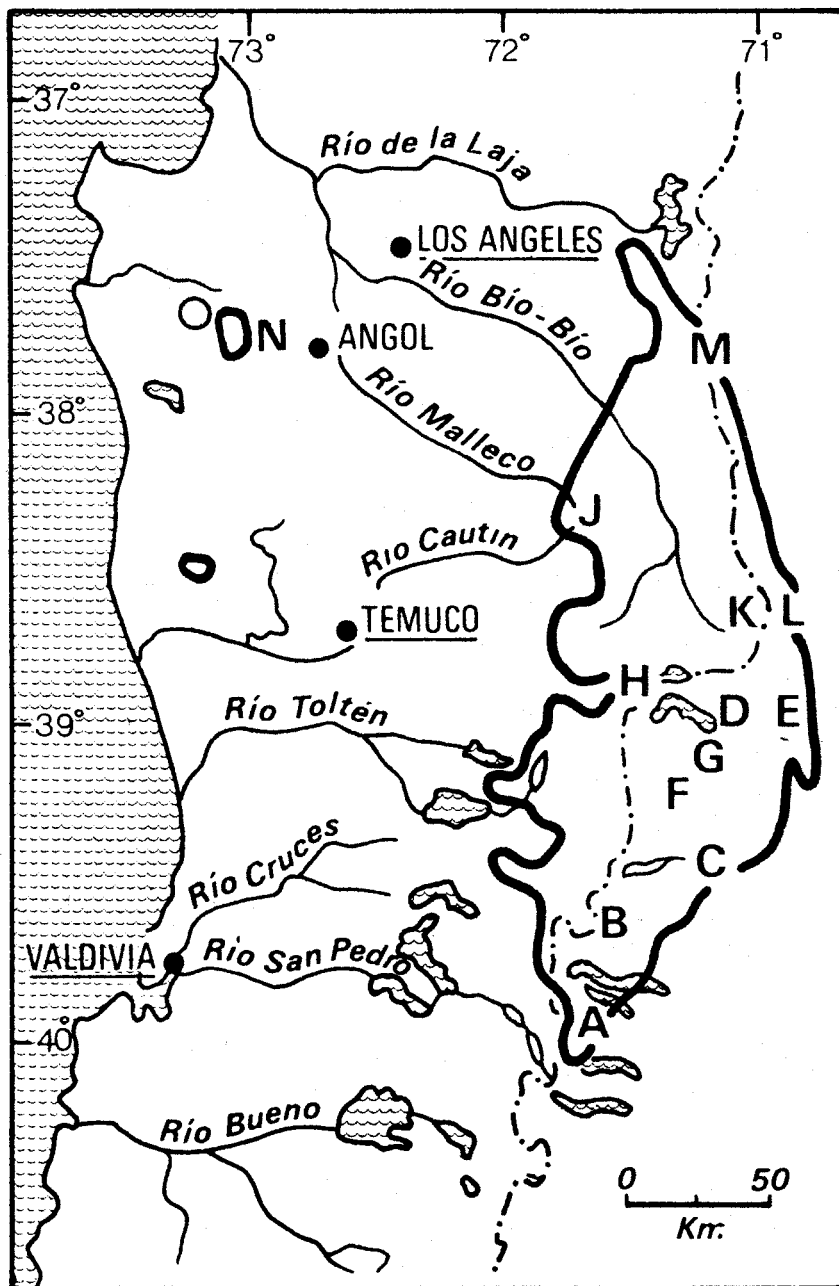 73° 72° 71°
37°
Río de la Laja
LOS ANGELES
Río Bío-Bío
N ANGOL
M
38°
Río Malleco
J
Río Cautín
K L
TEMUCO
H D E
39°
Río Toltén
G
F
C
Río Cruces
B
VALDIVIA
Río San Pedro
A
40°
Río Bueno
0 50
Km.